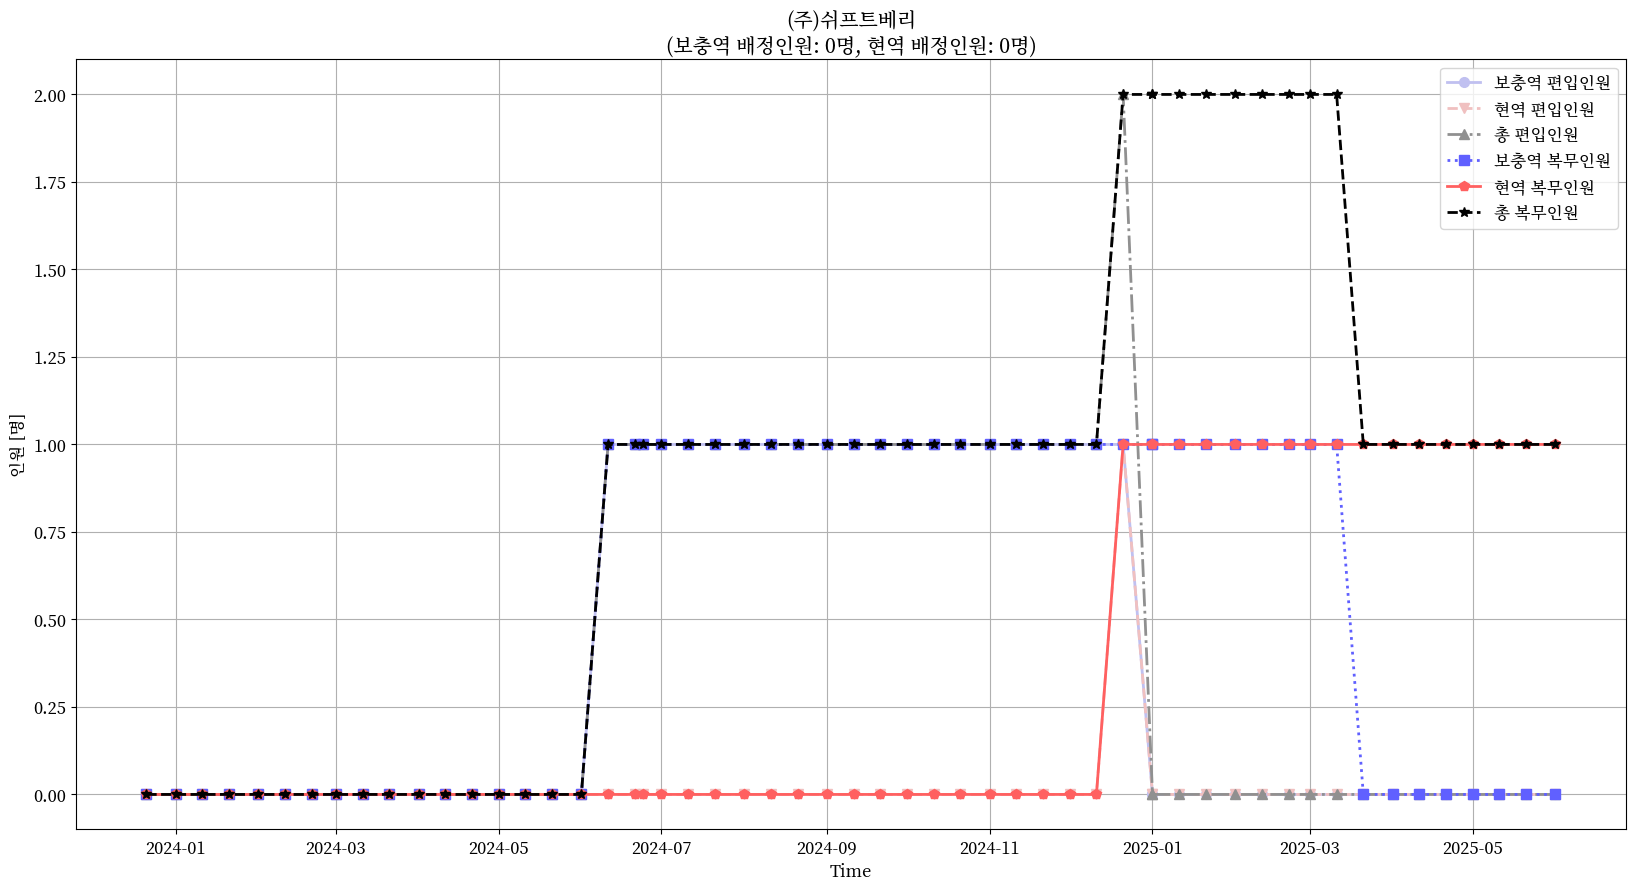 (주)쉬프트베리
(보충역 배정인원: 0명, 현역 배정인원: 0명)
2.00
1.75
1.50
1.25
1.00
0.75
0.50
0.25
0.00
인원 [명]
보충역 편입인원
현역 편입인원
총 편입인원
보충역 복무인원
현역 복무인원
총 복무인원
2024-01 2024-03 2024-05 2024-07 2024-09 2024-11 2025-01 2025-03 2025-05
Time